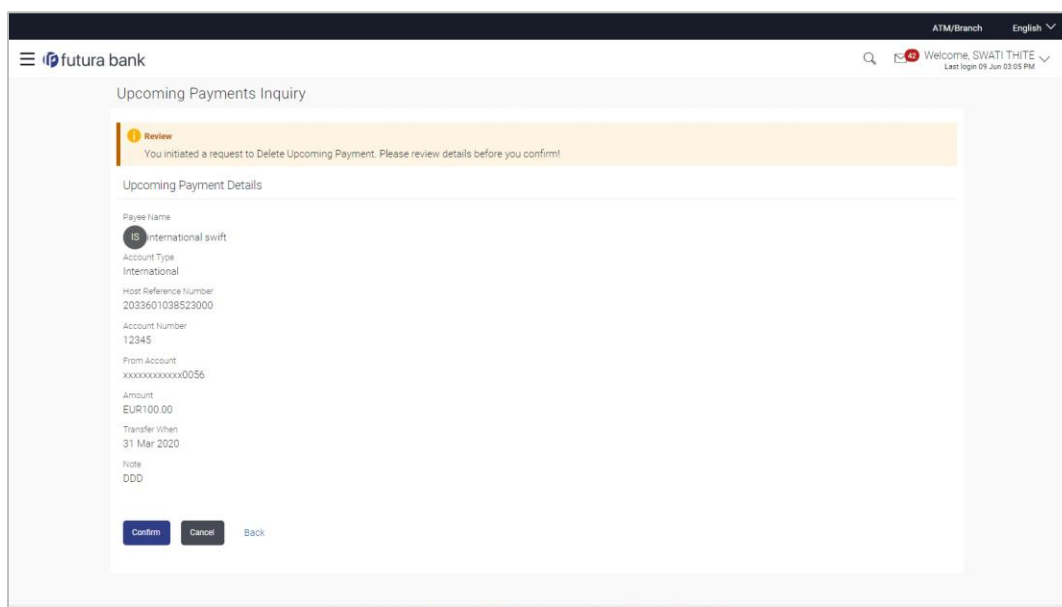 ATM/Branch English
futura bank
42 Welcome, SWATI THITE
Last login 09 Jun 03:05 PM
Upcoming Payments Inquiry
Review
You initiated a request to Delete Upcoming Payment. Please review details before you confirm!
Upcoming Payment Details
Payee Name
IS international swift
Account Type
International
Host Reference Number
2033601038523000
Account Number
12345
From Account
xxxxxxxxxxxx0056
Amount
EUR100.00
Transfer When
31 Mar 2020
Note
DDD
Confirm Cancel Back